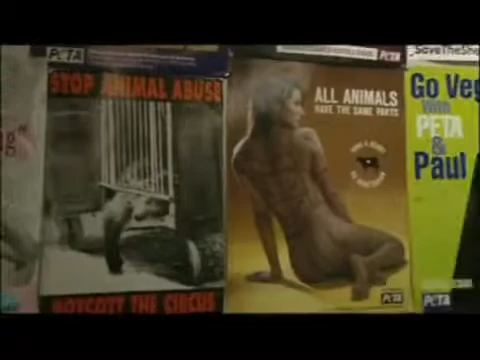 PETA
STOP ANIMAL ABUSE
BOYCOTT THE CIRCUS
PETA
ALL ANIMALS
HAVE THE SAME PARTS
PETA
SaveTheShe
Go Veg
With
PETA
&
Paul
PETA